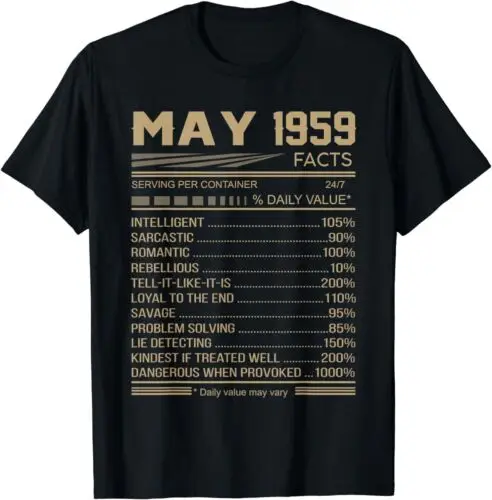 MAY 1959
FACTS
SERVING PER CONTAINER 24/7
% DAILY VALUE*
INTELLIGENT ........................ 105%
SARCASTIC ........................ 90%
ROMANTIC ........................ 100%
REBELLIOUS ........................ 10%
TELL-IT-LIKE-IT-IS ........................ 200%
LOYAL TO THE END ........................ 110%
SAVAGE ........................ 95%
PROBLEM SOLVING ........................ 85%
LIE DETECTING ........................ 150%
KINDEST IF TREATED WELL ........... 200%
DANGEROUS WHEN PROVOKED ...1000%
* Daily value may vary